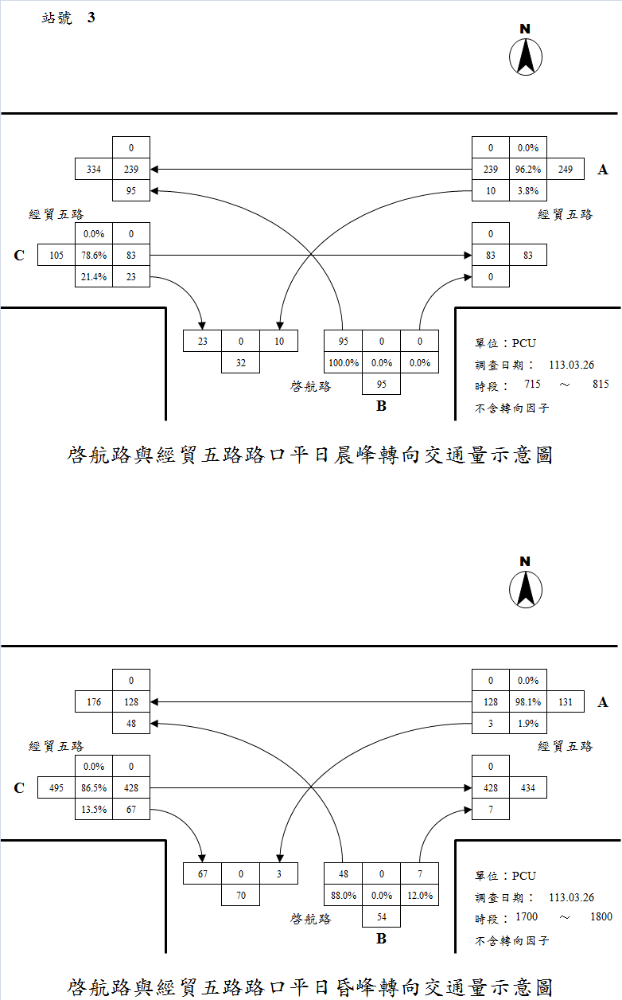 站號 3
N
0 0 0.0%
334 239 239 96.2% 249 A
95 10 3.8%
經貿五路 經貿五路
0.0% 0 0
C 105 78.6% 83 83 83
21.4% 23 0
23 0 10 95 0 0
32 100.0% 0.0% 0.0%
啓航路 95
B
單位：PCU
調查日期： 113.03.26
時段： 715 ～ 815
不含轉向因子
啓航路與經貿五路路口平日晨峰轉向交通量示意圖
N
0 0 0.0%
176 128 128 98.1% 131 A
48 3 1.9%
經貿五路 經貿五路
0.0% 0 0
C 495 86.5% 428 428 434
13.5% 67 7
67 0 3 48 0 7
70 88.0% 0.0% 12.0%
啓航路 54
B
單位：PCU
調查日期： 113.03.26
時段： 1700 ～ 1800
不含轉向因子
啓航路與經貿五路路口平日昏峰轉向交通量示意圖